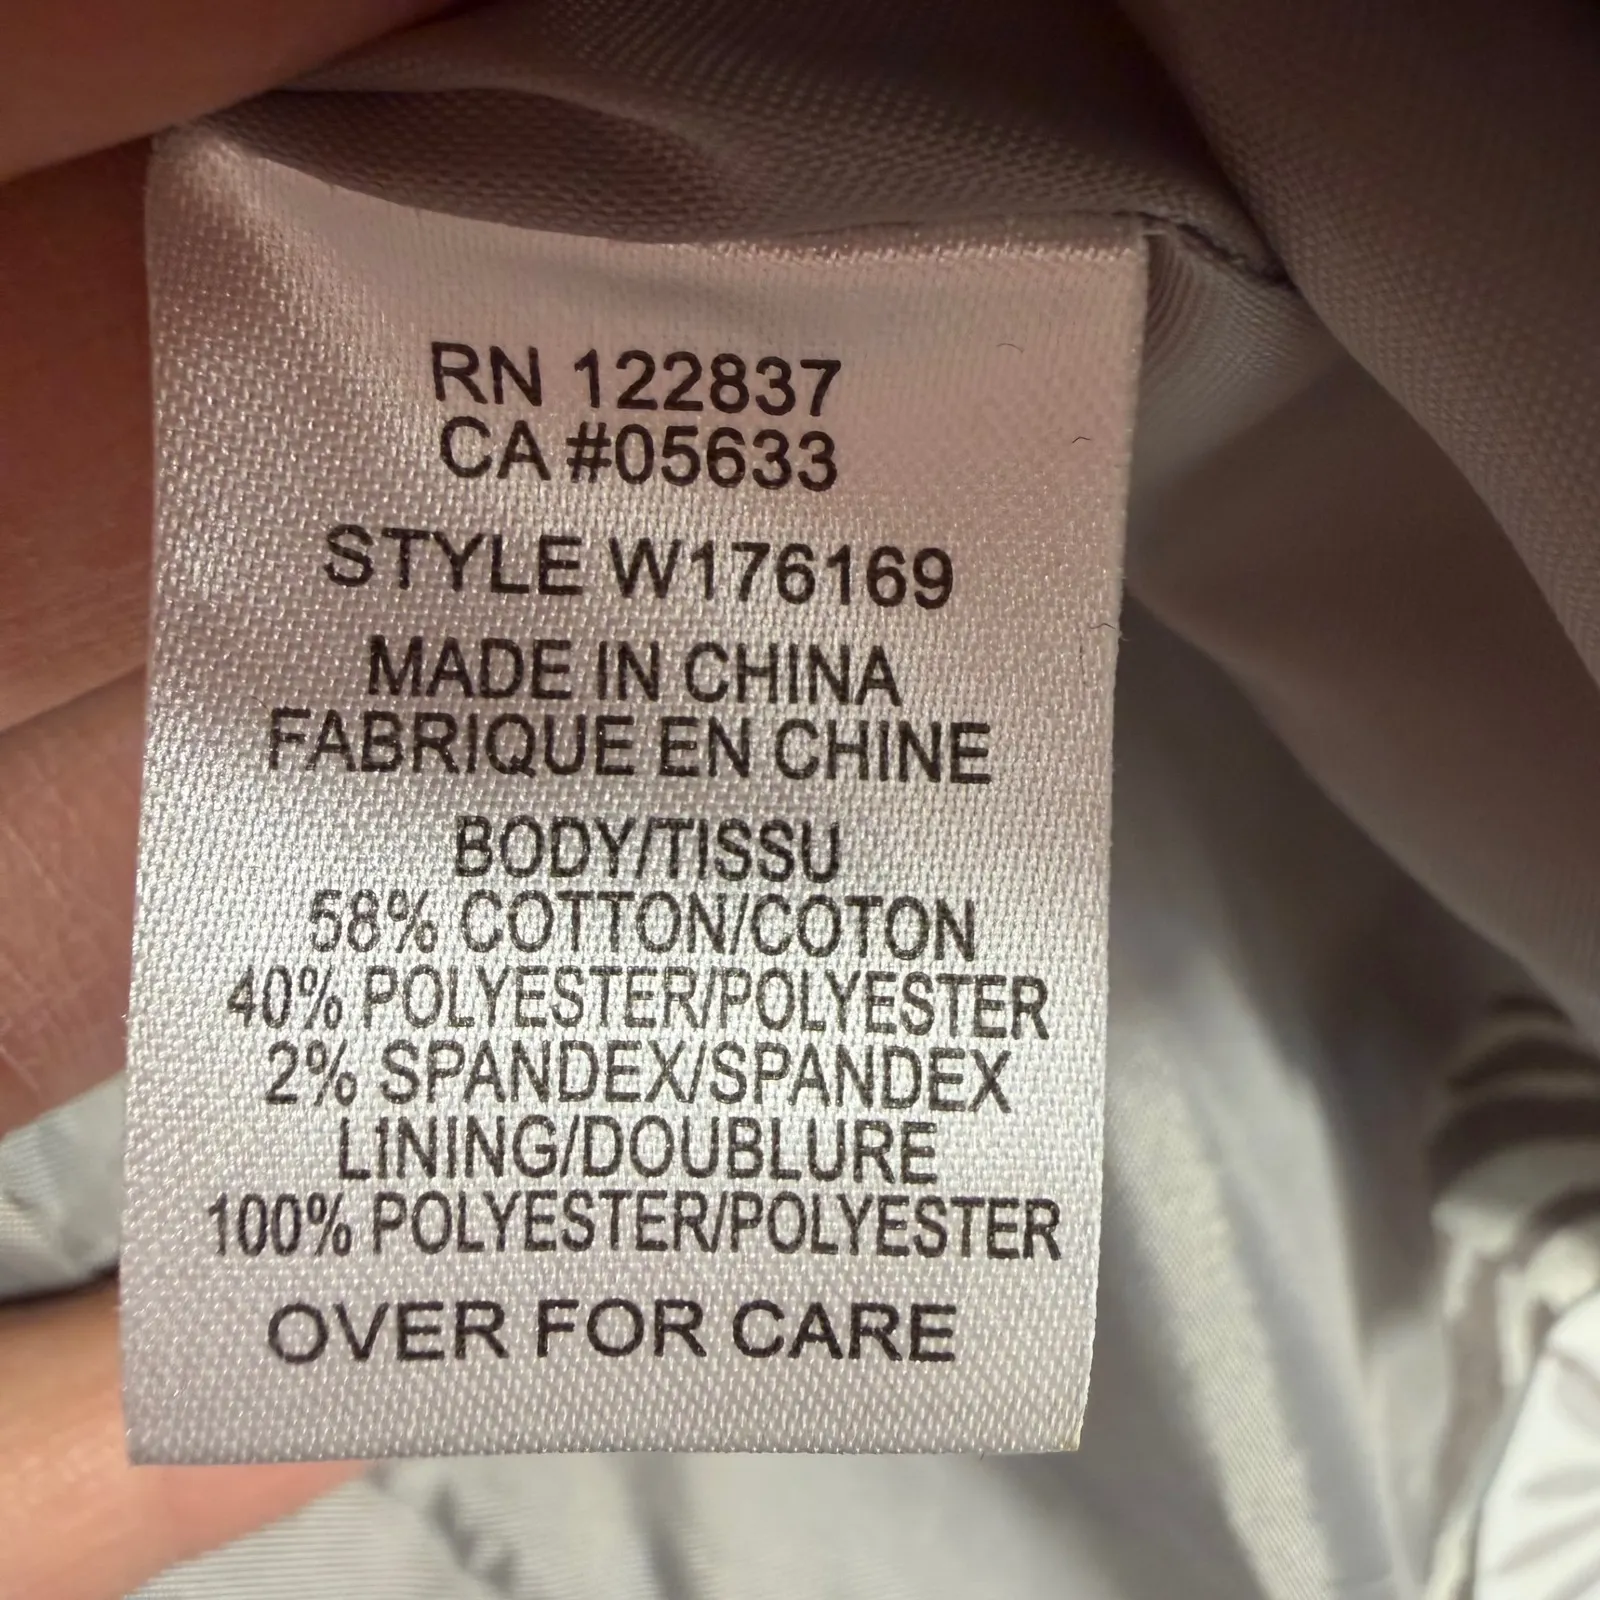 RN 122837
CA #05633
STYLE W176169
MADE IN CHINA
FABRIQUE EN CHINE
BODY/TISSU
58% COTTON/COTON
40% POLYESTER/POLYESTER
2% SPANDEX/SPANDEX
LINING/DOUBLURE
100% POLYESTER/POLYESTER
OVER FOR CARE